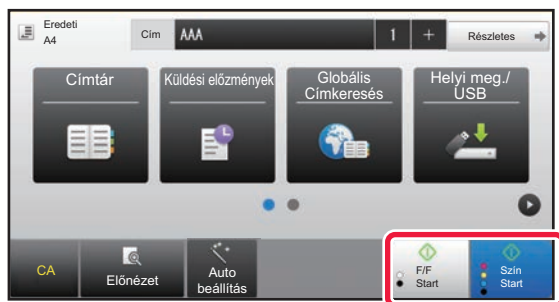 Eredeti
A4
Cím
AAA
1
+
Részletes
Címtár
Küldési előzmények
Globális
Címkeresés
Helyi meg./
USB
CA
Előnézet
Auto
beállítás
F/F
Start
Szín
Start